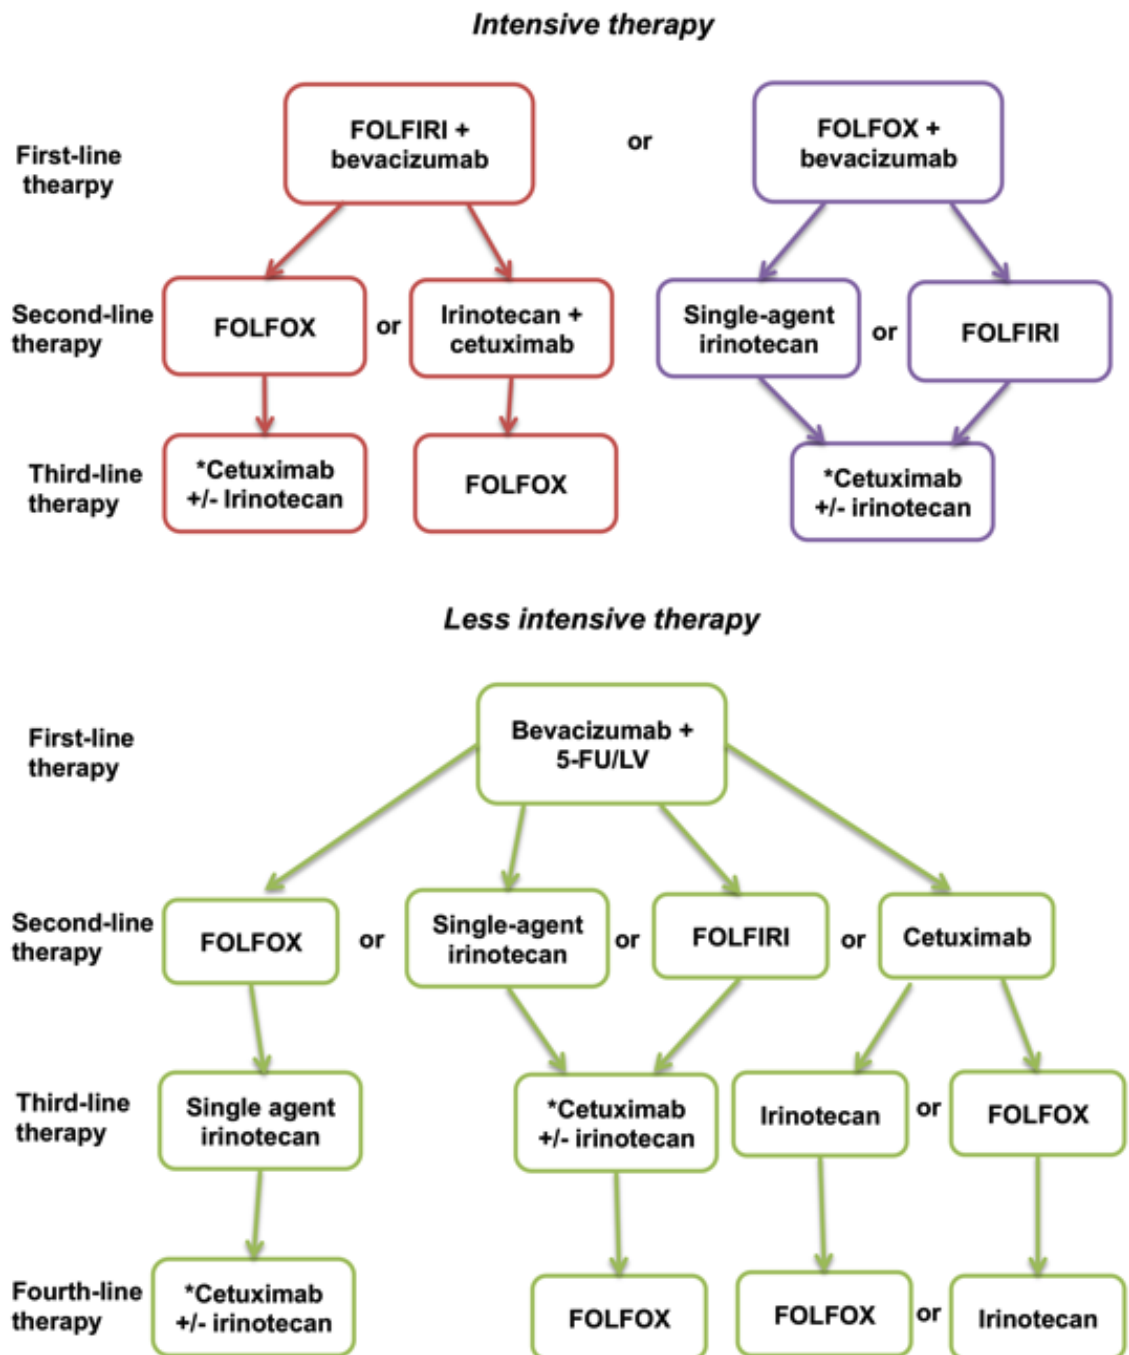 Intensive therapy
First-line
thearpy
FOLFIRI +
bevacizumab
or
FOLFOX +
bevacizumab
Second-line
therapy
FOLFOX
or
Irinotecan +
cetuximab
Single-agent
irinotecan
or
FOLFIRI
Third-line
therapy
*Cetuximab
+/- Irinotecan
FOLFOX
*Cetuximab
+/- irinotecan
Less intensive therapy
First-line
therapy
Bevacizumab +
5-FU/LV
Second-line
therapy
FOLFOX
or
Single-agent
irinotecan
or
FOLFIRI
or
Cetuximab
Third-line
therapy
Single agent
irinotecan
*Cetuximab
+/- irinotecan
Irinotecan
or
FOLFOX
Fourth-line
therapy
*Cetuximab
+/- irinotecan
FOLFOX
FOLFOX
or
Irinotecan